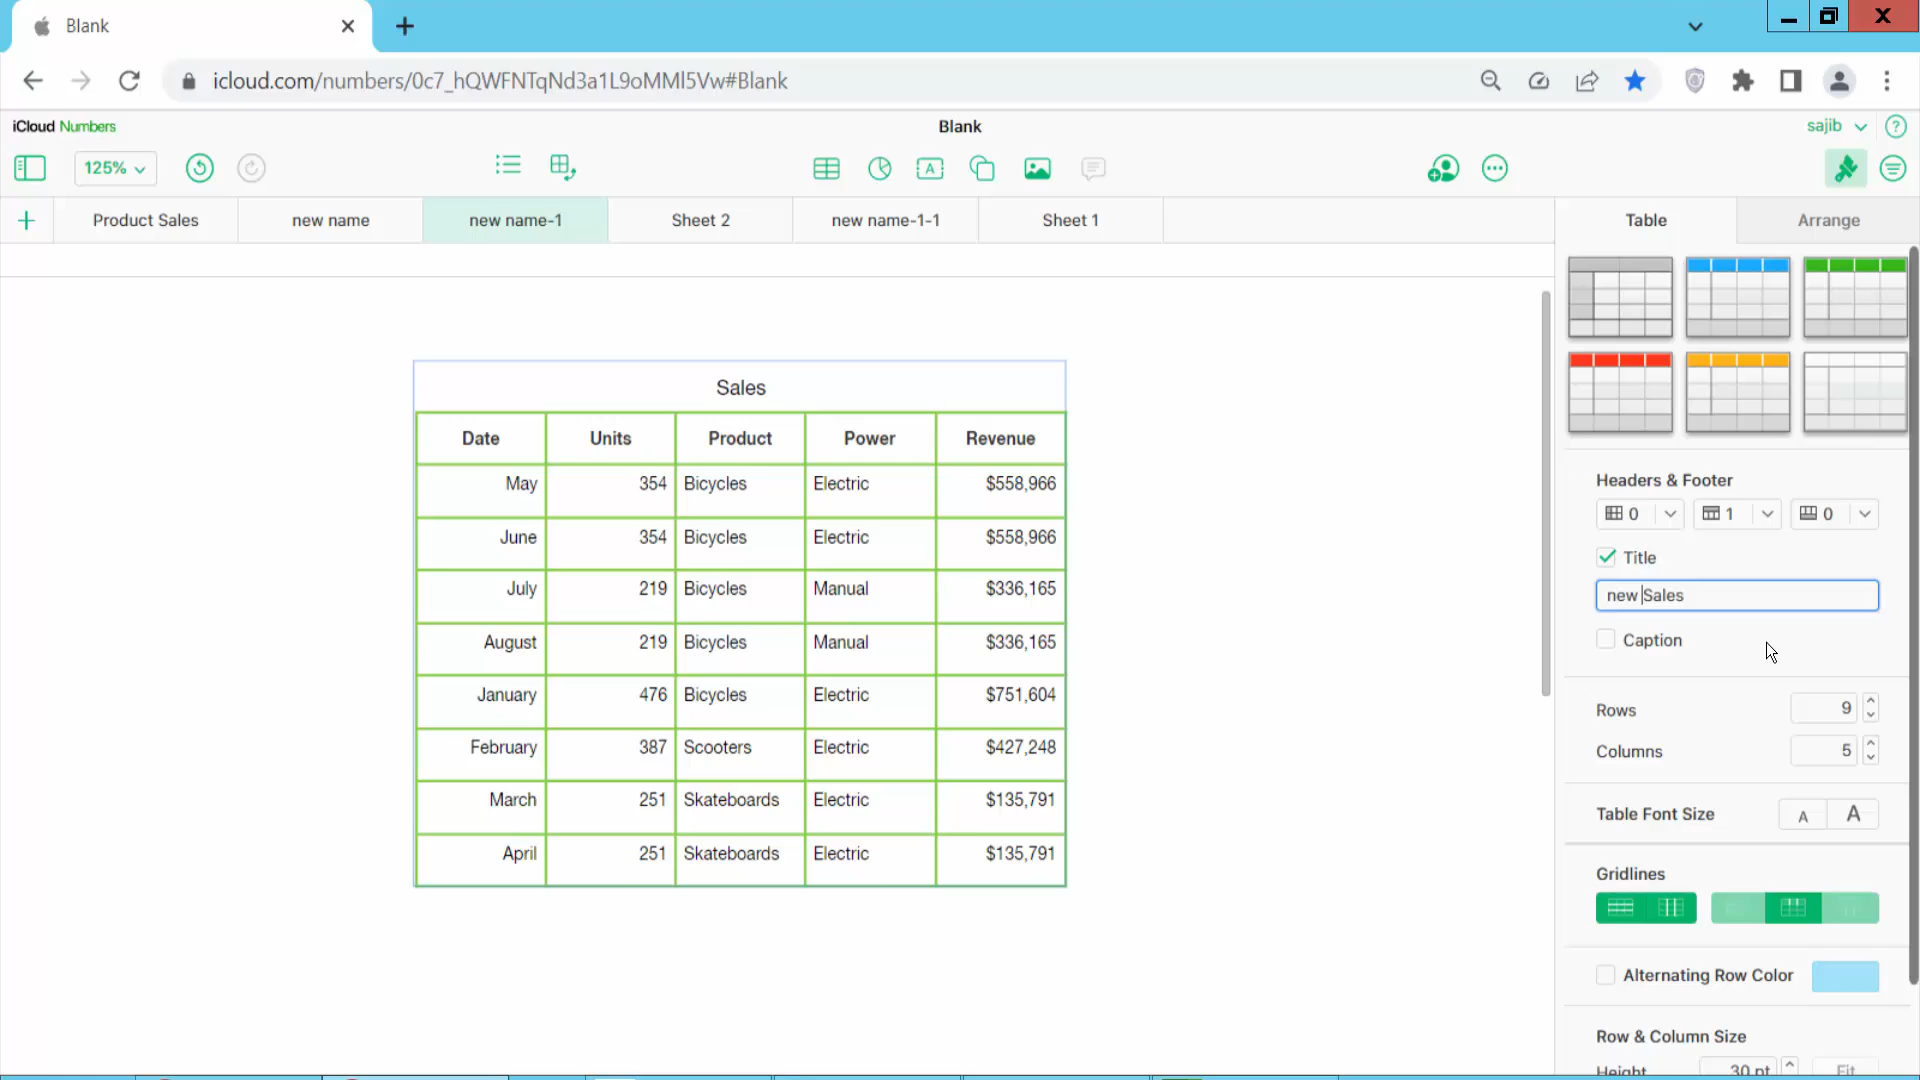 Blank
icloud.com/numbers/0c7_hQWFNTqNd3a1L9oMMl5Vw#Blank
iCloud Numbers
Blank
sajib
125%
Product Sales
new name
new name-1
Sheet 2
new name-1-1
Sheet 1
Table
Arrange
Sales
Date Units Product Power Revenue
May 354 Bicycles Electric $558,966
June 354 Bicycles Electric $558,966
July 219 Bicycles Manual $336,165
August 219 Bicycles Manual $336,165
January 476 Bicycles Electric $751,604
February 387 Scooters Electric $427,248
March 251 Skateboards Electric $135,791
April 251 Skateboards Electric $135,791
Headers & Footer
0 1 0
Title
new Sales
Caption
Rows 9
Columns 5
Table Font Size A A
Gridlines
Alternating Row Color
Row & Column Size
Height 30 pt Fit